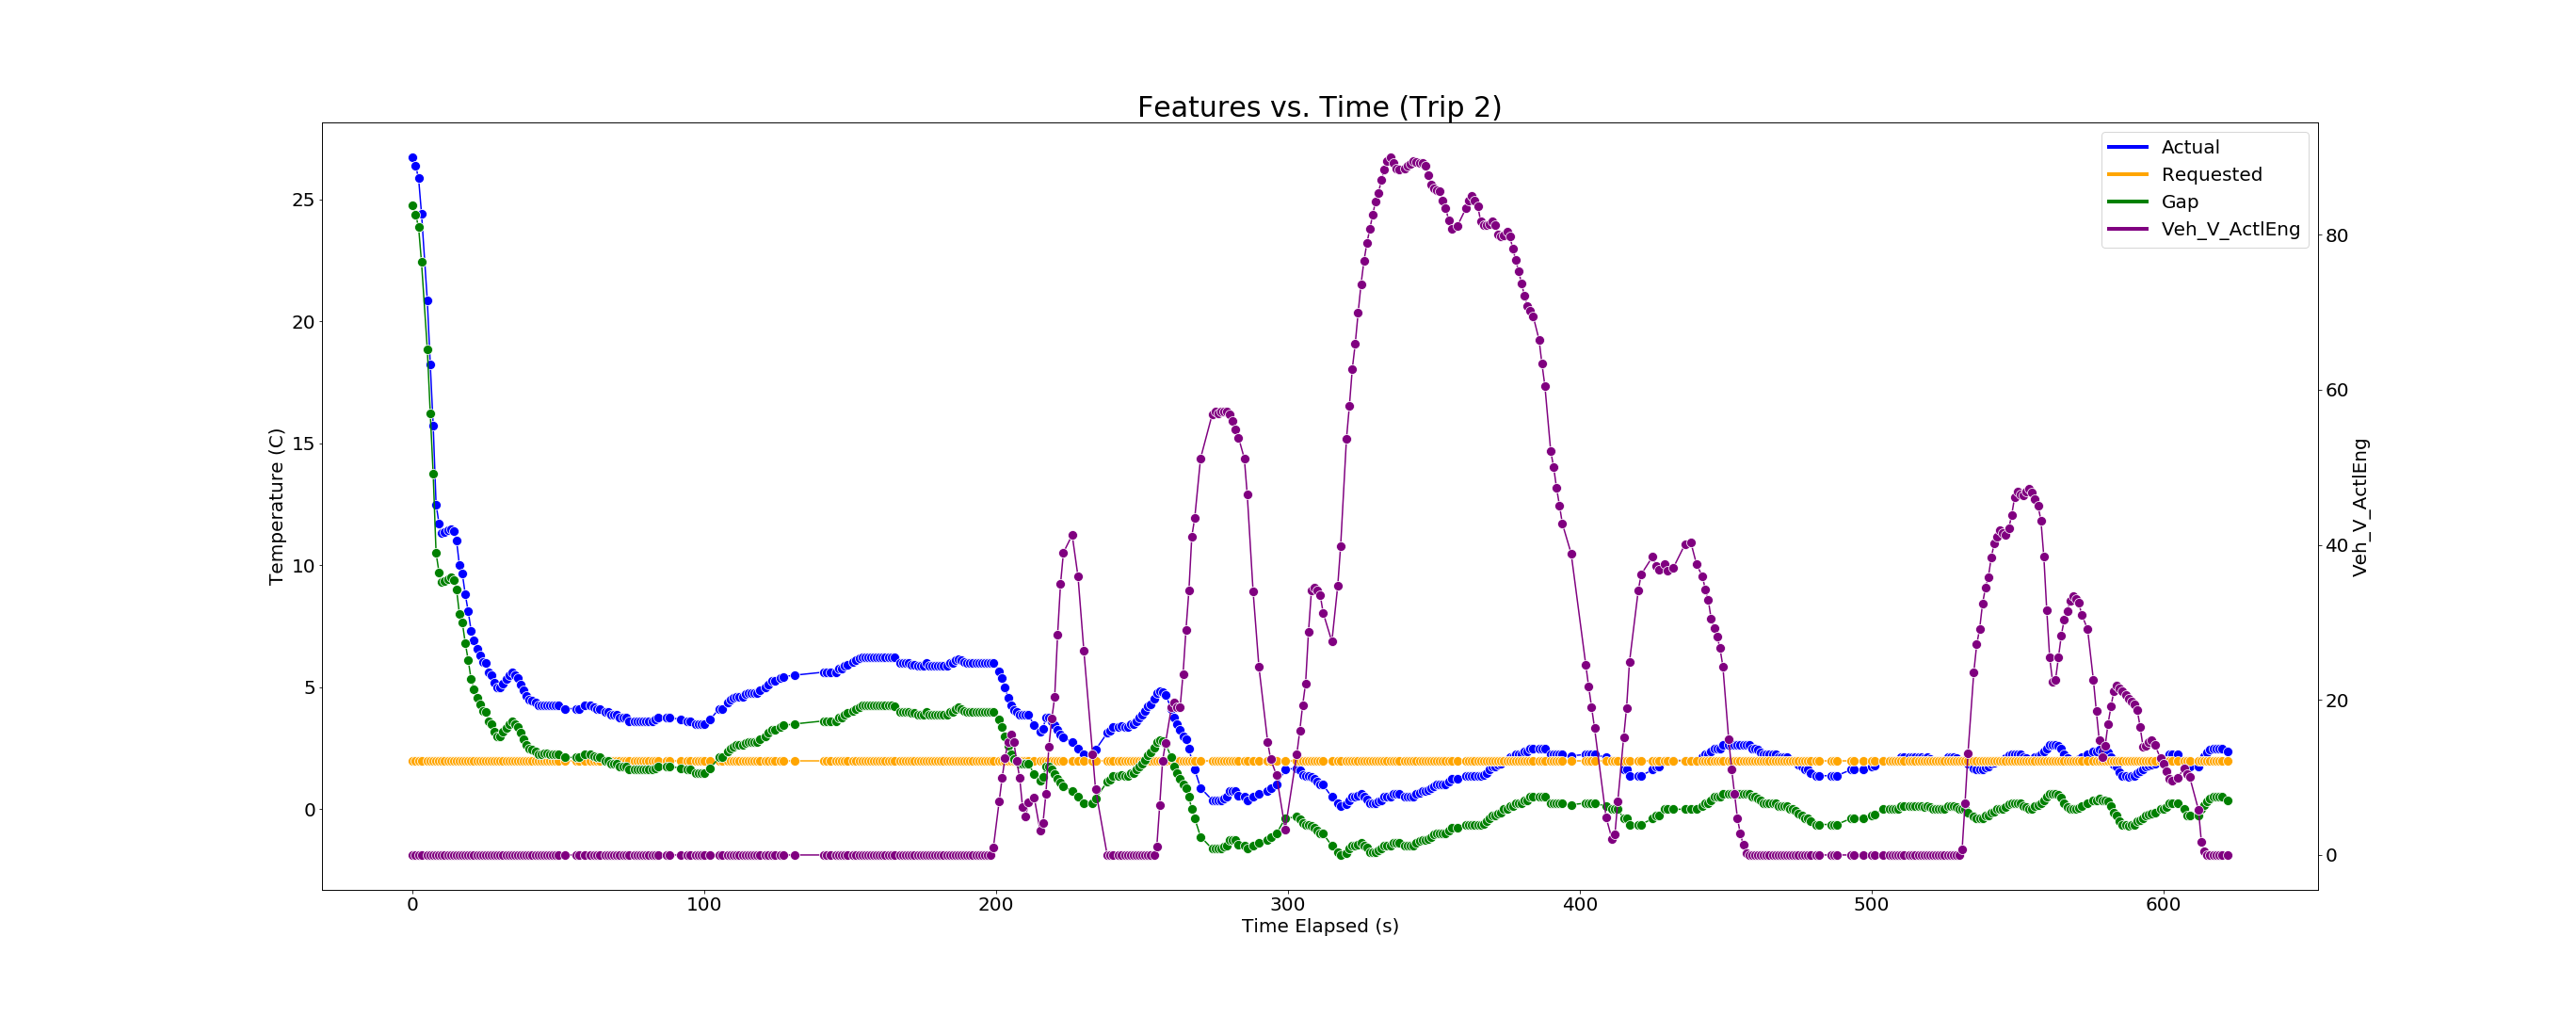 Features vs. Time (Trip 2)
Actual
Requested
Gap
Veh_V_ActlEng
25
20
15
10
5
0
Temperature (C)
80
60
40
20
0
Veh_V_ActlEng
0 100 200 300 400 500 600
Time Elapsed (s)